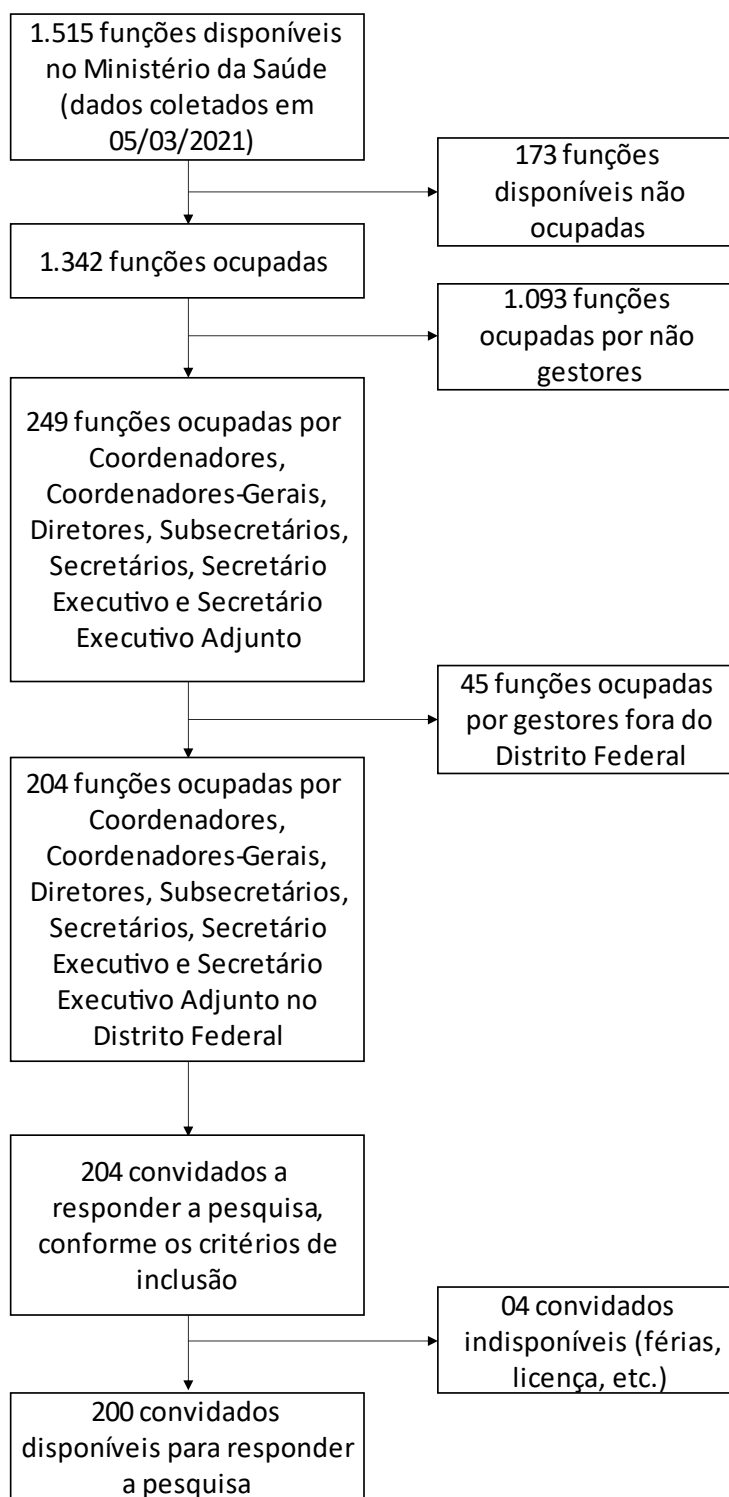 1.515 funções disponíveis
no Ministério da Saúde
(dados coletados em
05/03/2021)
173 funções
disponíveis não
ocupadas
1.342 funções ocupadas
1.093 funções
ocupadas por não
gestores
249 funções ocupadas por
Coordenadores,
Coordenadores-Gerais,
Diretores, Subsecretários,
Secretários, Secretário
Executivo e Secretário
Executivo Adjunto
45 funções ocupadas
por gestores fora do
Distrito Federal
204 funções ocupadas por
Coordenadores,
Coordenadores-Gerais,
Diretores, Subsecretários,
Secretários, Secretário
Executivo e Secretário
Executivo Adjunto no
Distrito Federal
204 convidados a
responder a pesquisa,
conforme os critérios de
inclusão
04 convidados
indisponíveis (férias,
licença, etc.)
200 convidados
disponíveis para responder
a pesquisa